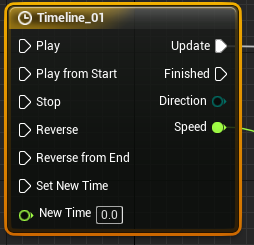 Timeline_01
Play
Update
Play from Start
Finished
Stop
Direction
Reverse
Speed
Reverse from End
Set New Time
New Time 0.0